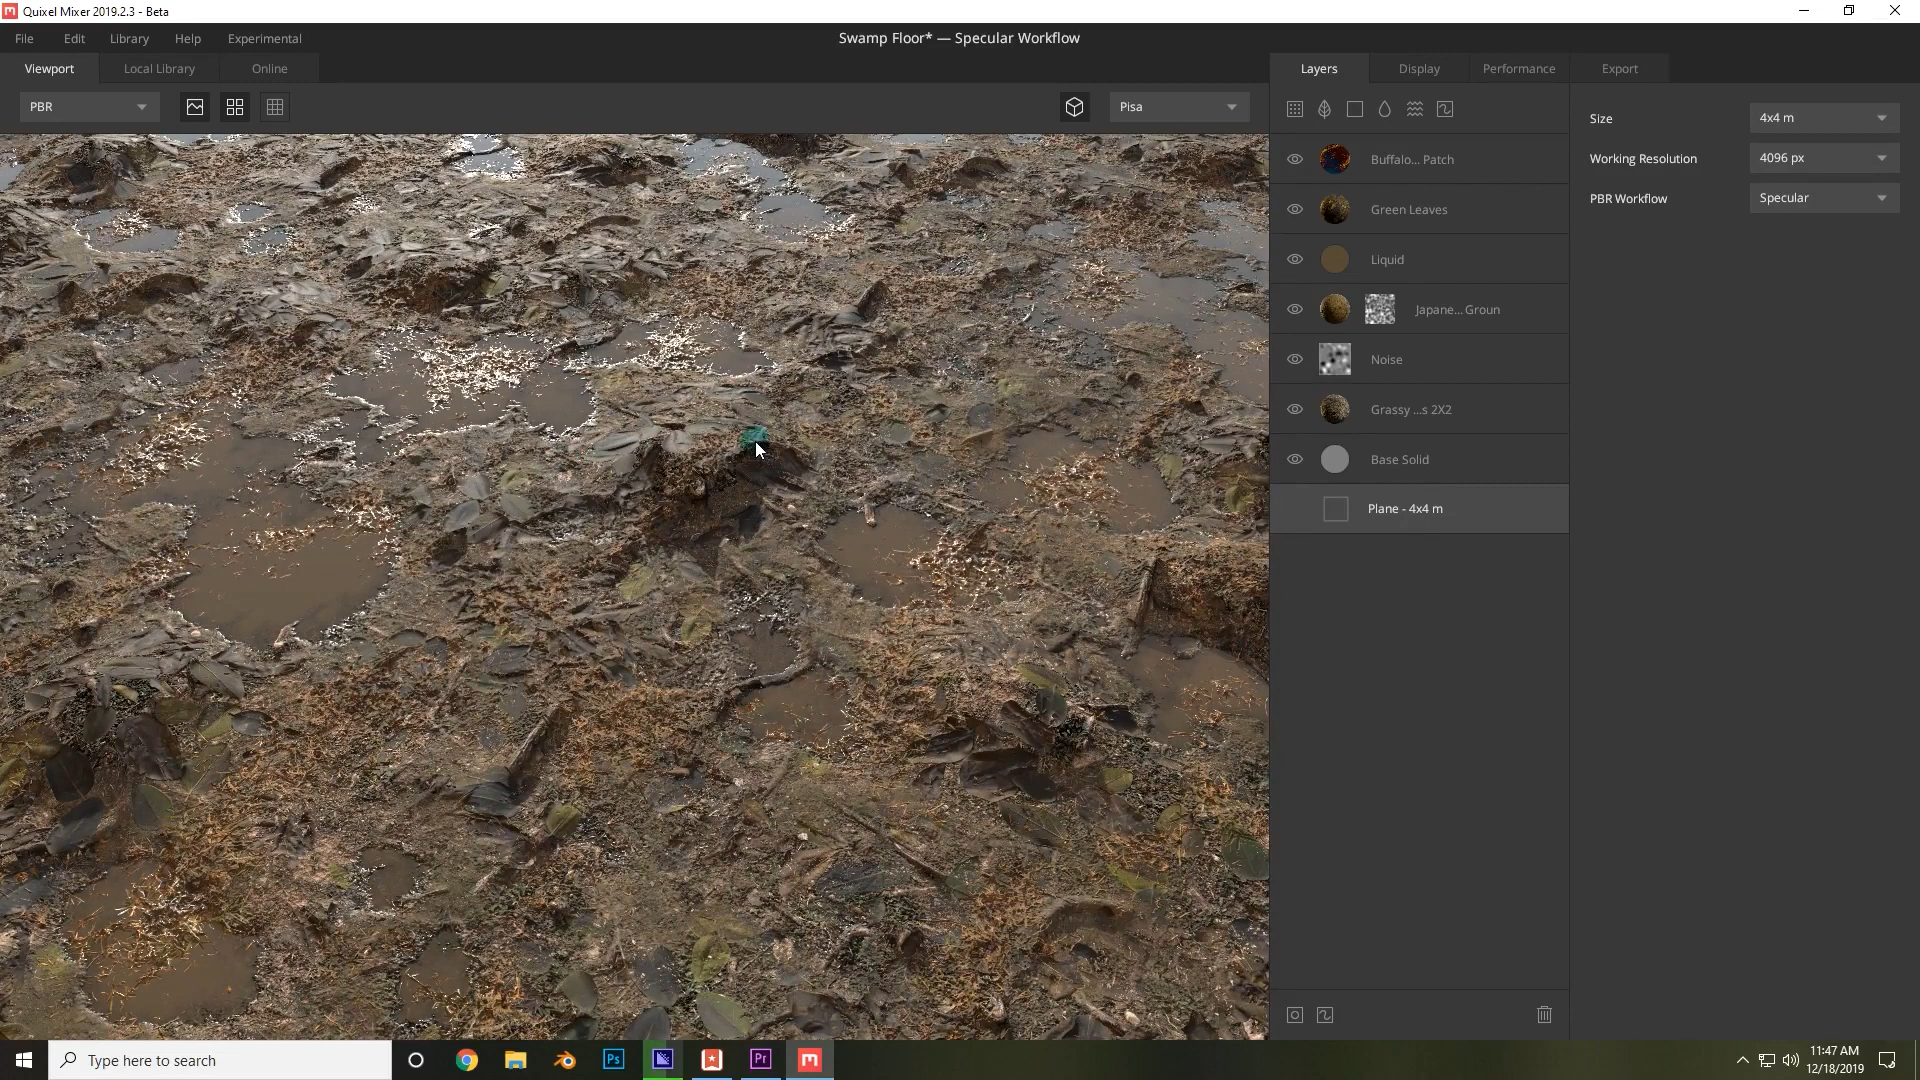 Quixel Mixer 2019.2.3 - Beta
File Edit Library Help Experimental
Swamp Floor* — Specular Workflow
Viewport Local Library Online
Layers Display Performance Export
PBR
Pisa
Size 4x4 m
Working Resolution 4096 px
PBR Workflow Specular
Buffalo... Patch
Green Leaves
Liquid
Japane... Groun
Noise
Grassy ...s 2X2
Base Solid
Plane - 4x4 m
Type here to search
Ps
Pr
11:47 AM
12/18/2019